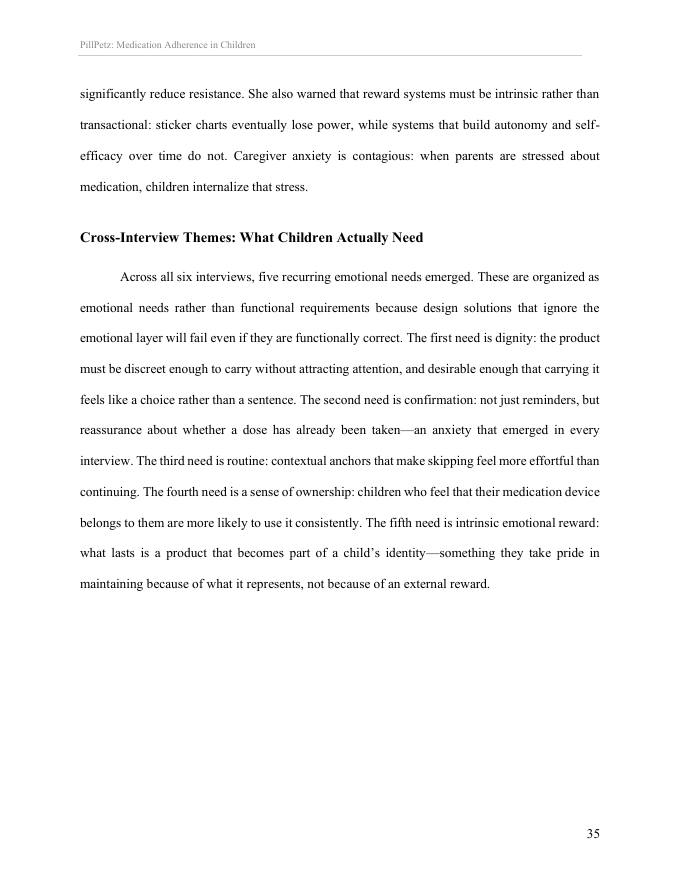 PillPetz: Medication Adherence in Children
significantly reduce resistance. She also warned that reward systems must be intrinsic rather than
transactional: sticker charts eventually lose power, while systems that build autonomy and self-
efficacy over time do not. Caregiver anxiety is contagious: when parents are stressed about
medication, children internalize that stress.
Cross-Interview Themes: What Children Actually Need
Across all six interviews, five recurring emotional needs emerged. These are organized as
emotional needs rather than functional requirements because design solutions that ignore the
emotional layer will fail even if they are functionally correct. The first need is dignity: the product
must be discreet enough to carry without attracting attention, and desirable enough that carrying it
feels like a choice rather than a sentence. The second need is confirmation: not just reminders, but
reassurance about whether a dose has already been taken—an anxiety that emerged in every
interview. The third need is routine: contextual anchors that make skipping feel more effortful than
continuing. The fourth need is a sense of ownership: children who feel that their medication device
belongs to them are more likely to use it consistently. The fifth need is intrinsic emotional reward:
what lasts is a product that becomes part of a child’s identity—something they take pride in
maintaining because of what it represents, not because of an external reward.
35